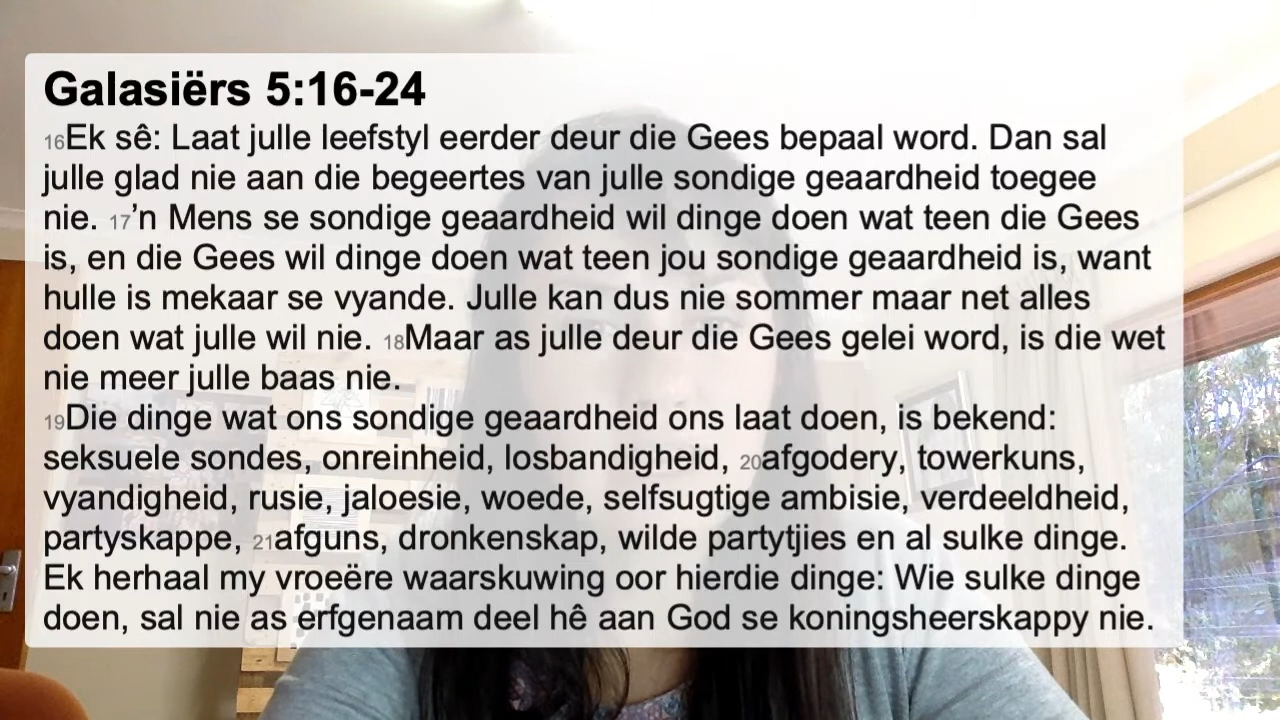 Galasiërs 5:16-24
16Ek sê: Laat julle leefstyl eerder deur die Gees bepaal word. Dan sal
julle glad nie aan die begeertes van julle sondige geaardheid toegee
nie. 17’n Mens se sondige geaardheid wil dinge doen wat teen die Gees
is, en die Gees wil dinge doen wat teen jou sondige geaardheid is, want
hulle is mekaar se vyande. Julle kan dus nie sommer maar net alles
doen wat julle wil nie. 18Maar as julle deur die Gees gelei word, is die wet
nie meer julle baas nie.
19Die dinge wat ons sondige geaardheid ons laat doen, is bekend:
seksuele sondes, onreinheid, losbandigheid, 20afgodery, towerkuns,
vyandigheid, rusie, jaloesie, woede, selfsugtige ambisie, verdeeldheid,
partyskappe, 21afguns, dronkenskap, wilde partytjies en al sulke dinge.
Ek herhaal my vroeëre waarskuwing oor hierdie dinge: Wie sulke dinge
doen, sal nie as erfgenaam deel hê aan God se koningsheerskappy nie.